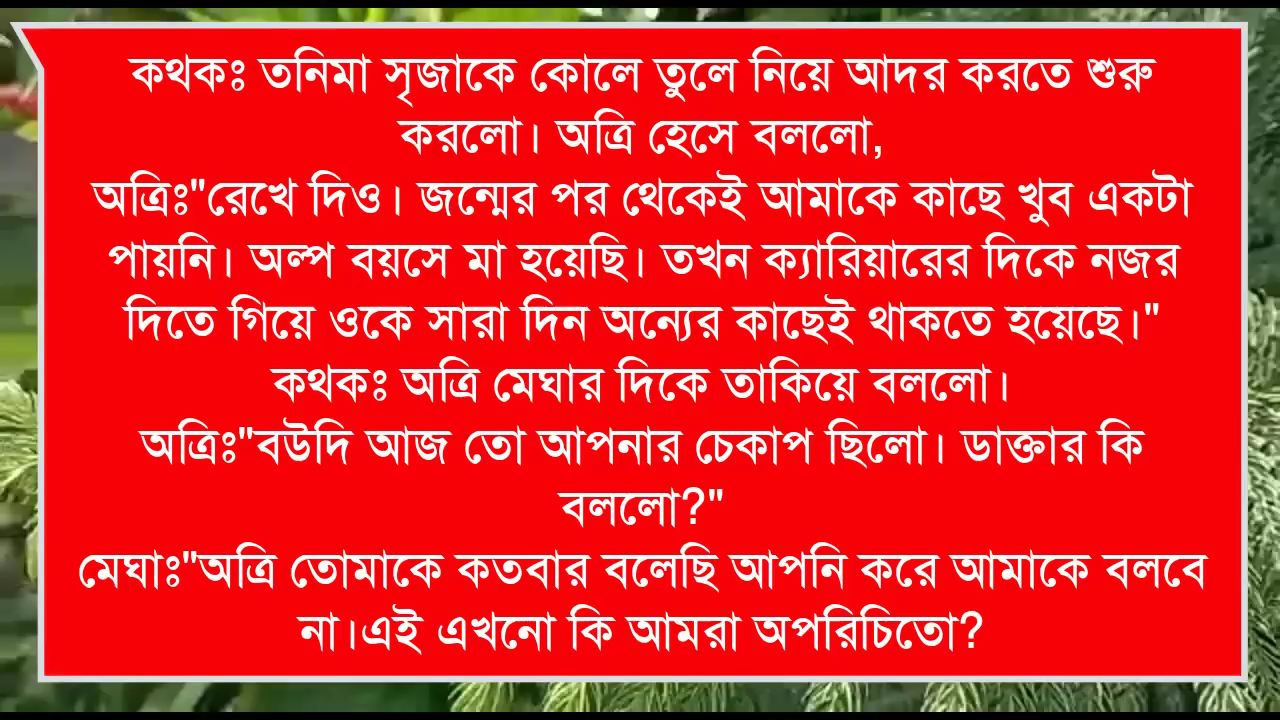 কথকঃ তনিমা সৃজাকে কোলে তুলে নিয়ে আদর করতে শুরু
করলো। অত্রি হেসে বললো,
অত্রিঃ"রেখে দিও। জন্মের পর থেকেই আমাকে কাছে খুব একটা
পায়নি। অল্প বয়সে মা হয়েছি। তখন ক্যারিয়ারের দিকে নজর
দিতে গিয়ে ওকে সারা দিন অন্যের কাছেই থাকতে হয়েছে।"
কথকঃ অত্রি মেঘার দিকে তাকিয়ে বললো।
অত্রিঃ"বউদি আজ তো আপনার চেকাপ ছিলো। ডাক্তার কি
বললো?"
মেঘাঃ"অত্রি তোমাকে কতবার বলেছি আপনি করে আমাকে বলবে
না।এই এখনো কি আমরা অপরিচিতো?